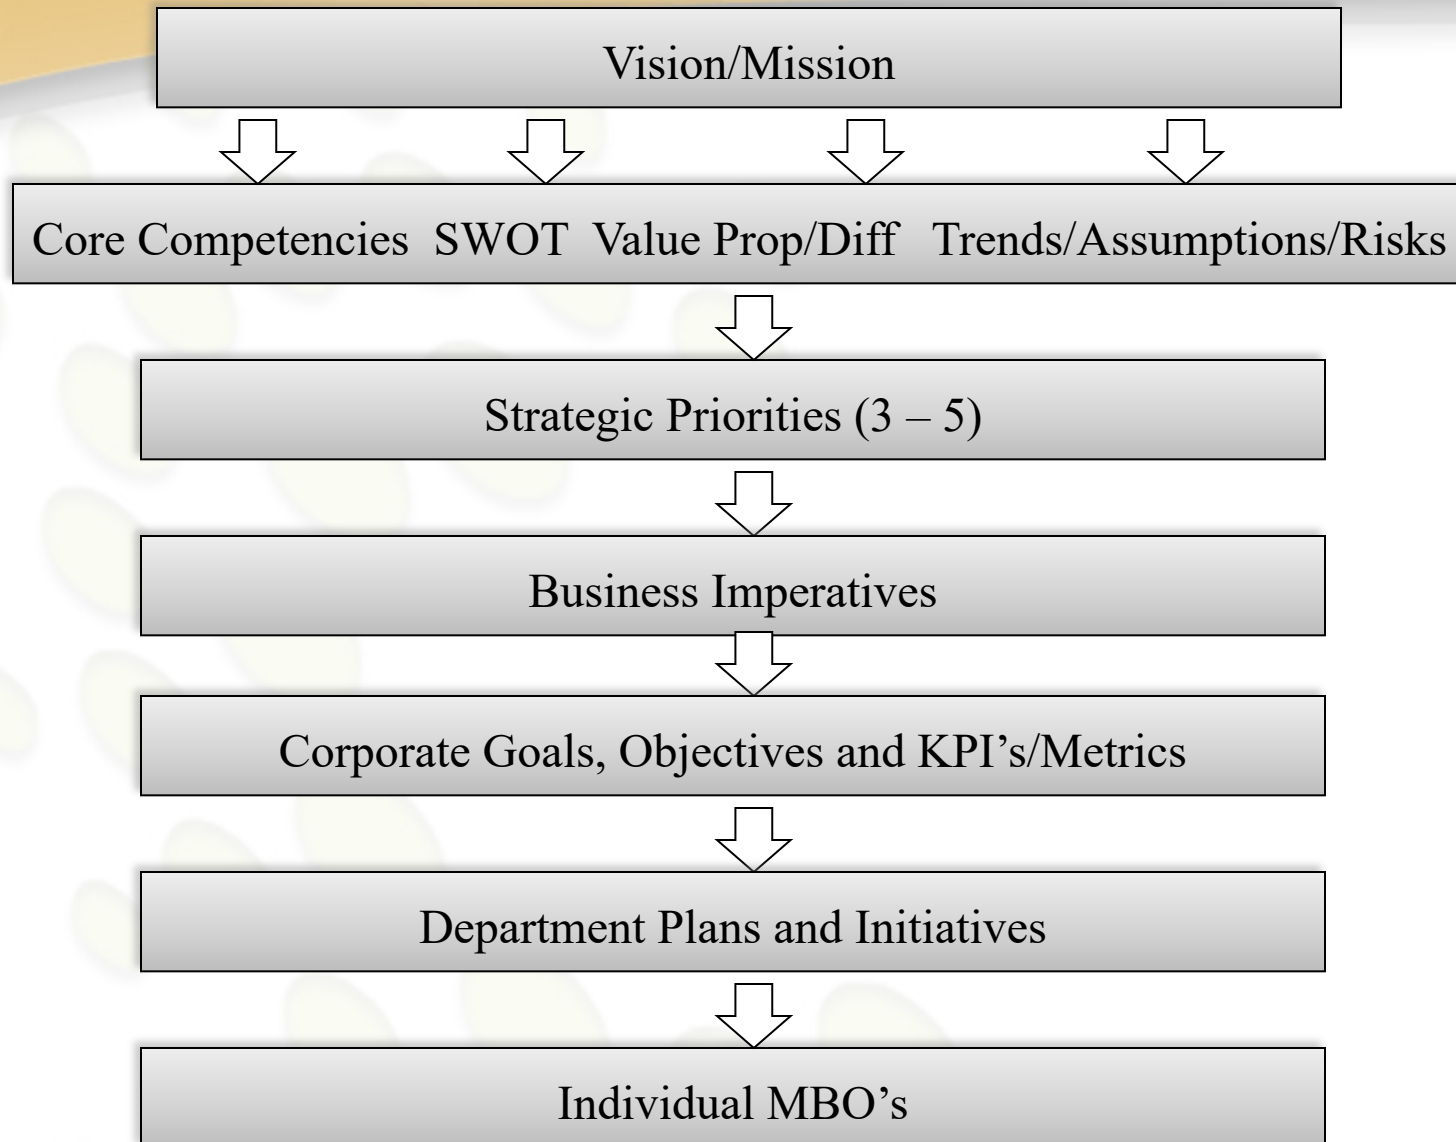 Vision/Mission
Core Competencies SWOT Value Prop/Diff Trends/Assumptions/Risks
Strategic Priorities (3 – 5)
Business Imperatives
Corporate Goals, Objectives and KPI’s/Metrics
Department Plans and Initiatives
Individual MBO’s